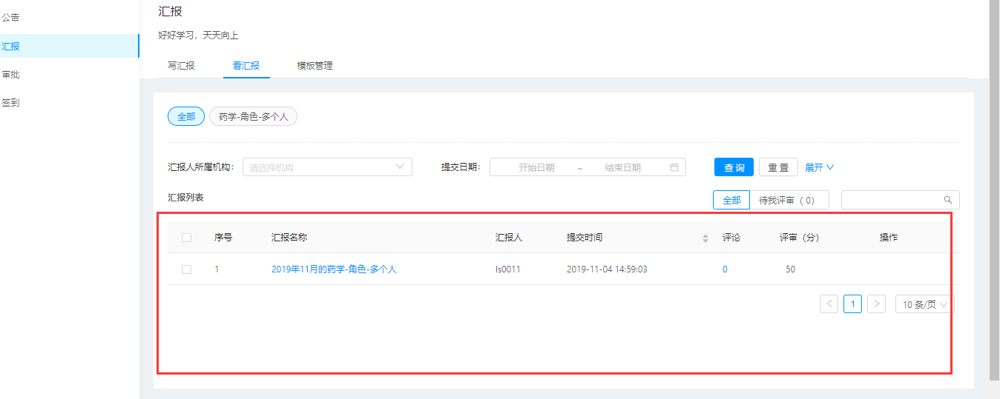 公告
汇报
审批
签到
汇报
好好学习，天天向上
写汇报 看汇报 模板管理
全部 药学-角色-多个人
汇报人所属机构： 请选择机构 提交日期： 开始日期 ~ 结束日期 查 询 重 置 展开
汇报列表 全部 待我评审（ 0）
序号 汇报名称 汇报人 提交时间 评论 评审（分） 操作
1 2019年11月的药学-角色-多个人 ls0011 2019-11-04 14:59:03 0 50
< 1 > 10 条/页